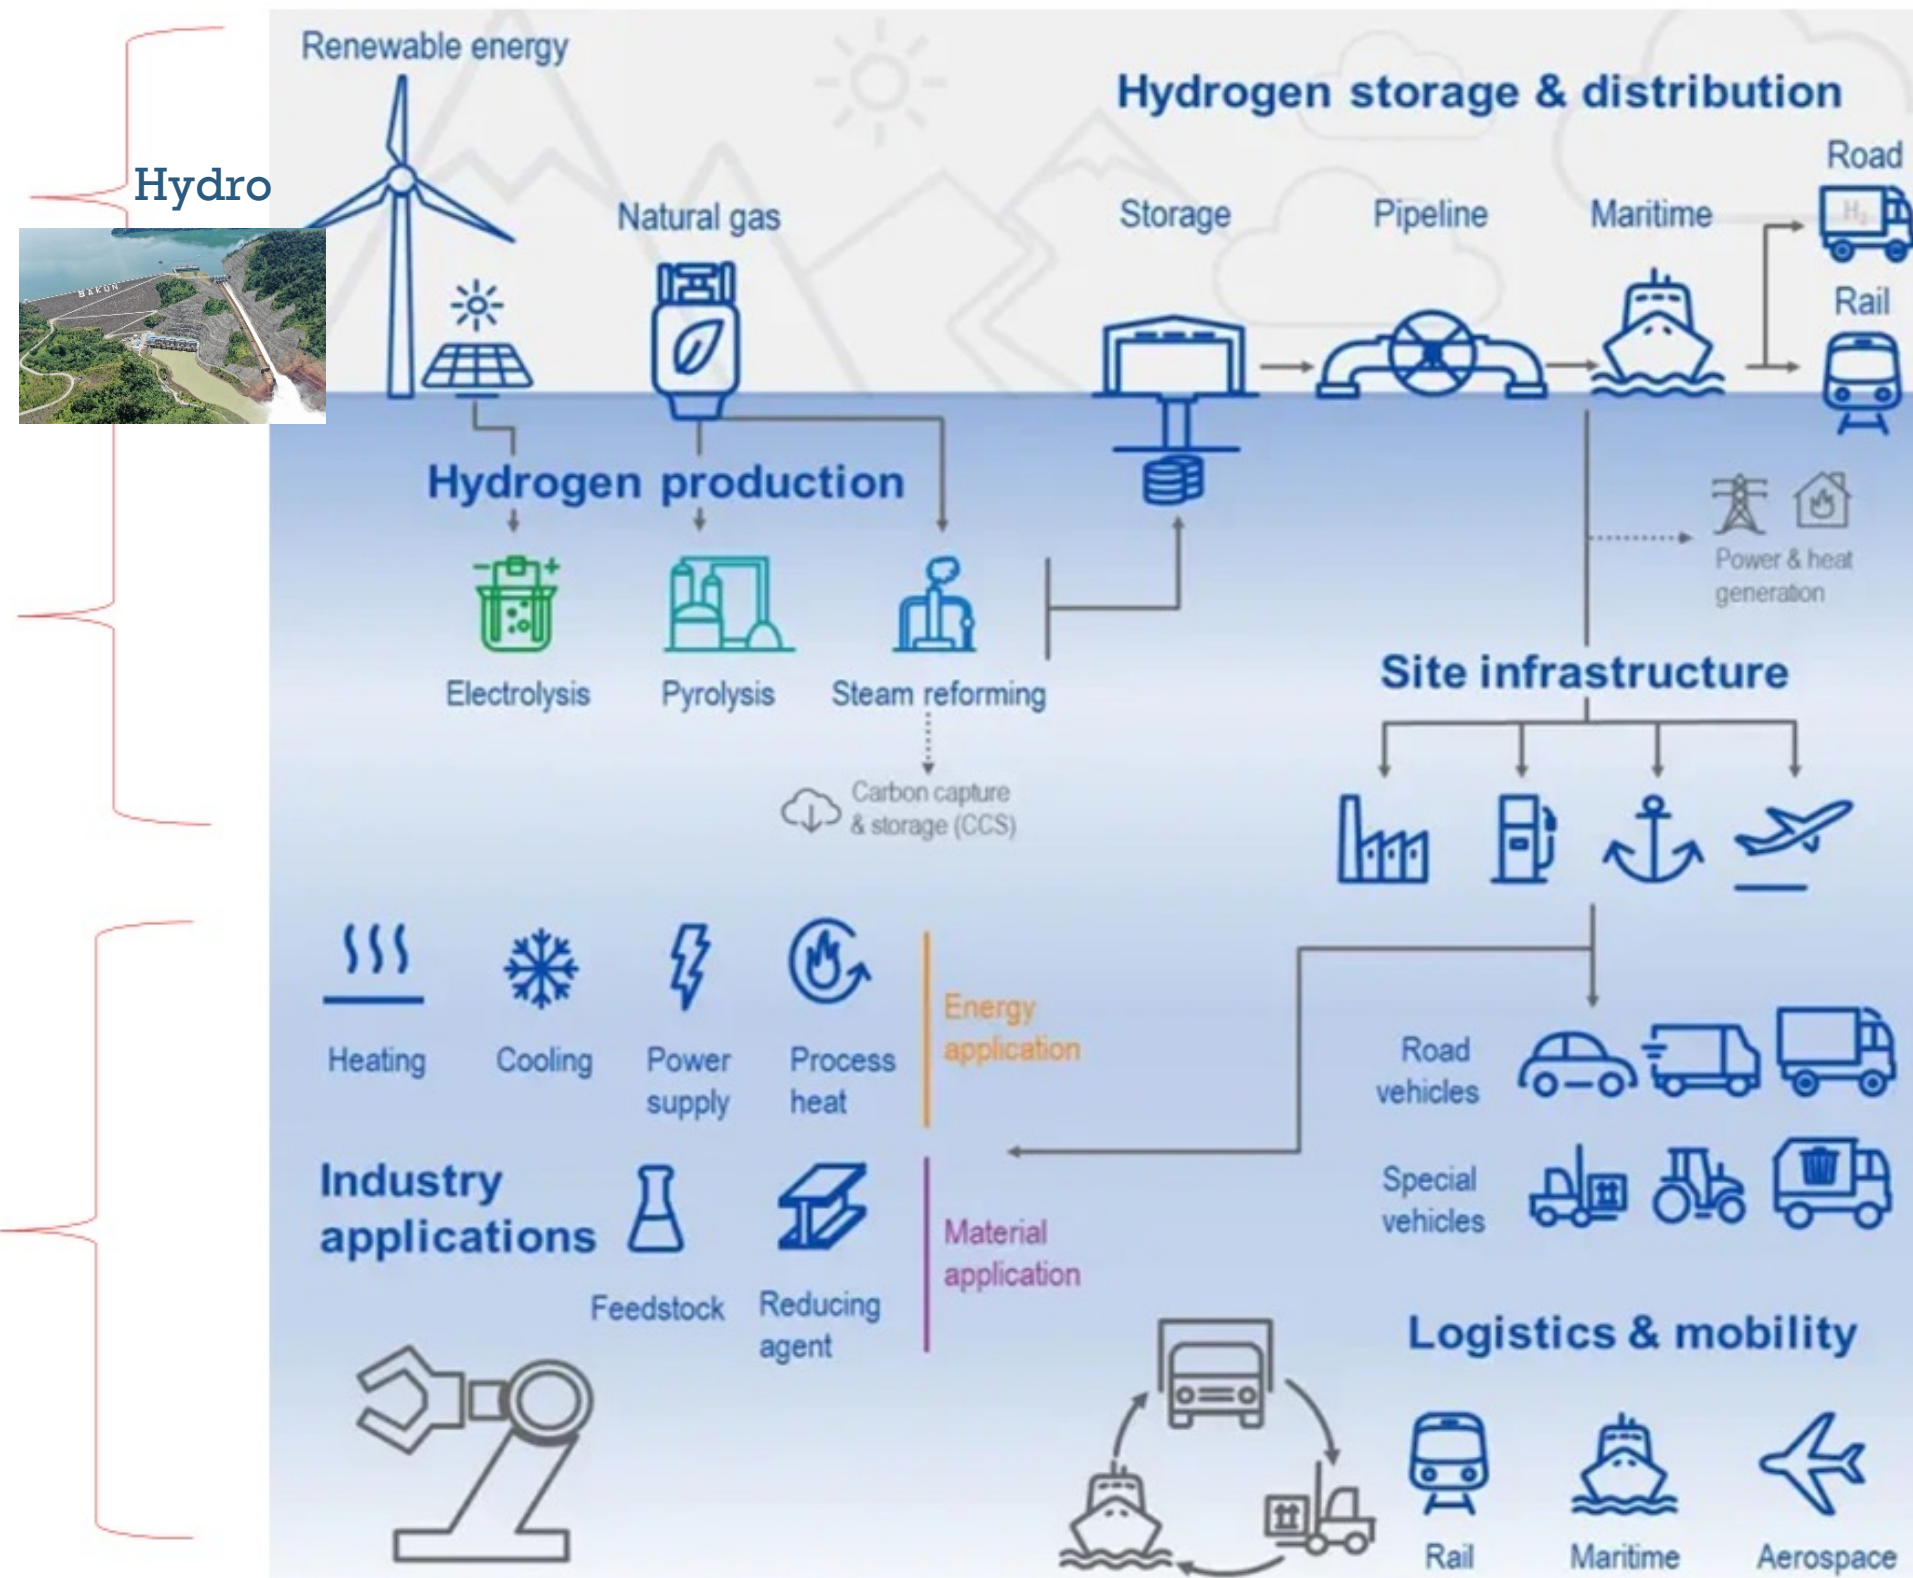 Renewable energy
Hydrogen storage & distribution
Road
Hydro
Natural gas
Storage
Pipeline
Maritime
H₂
BAKUN
Rail
Hydrogen production
Power & heat
generation
Electrolysis
Pyrolysis
Steam reforming
Site infrastructure
Carbon capture
& storage (CCS)
Heating
Cooling
Power
supply
Process
heat
Energy
application
Road
vehicles
Industry
applications
Feedstock
Reducing
agent
Material
application
Special
vehicles
Logistics & mobility
Rail
Maritime
Aerospace